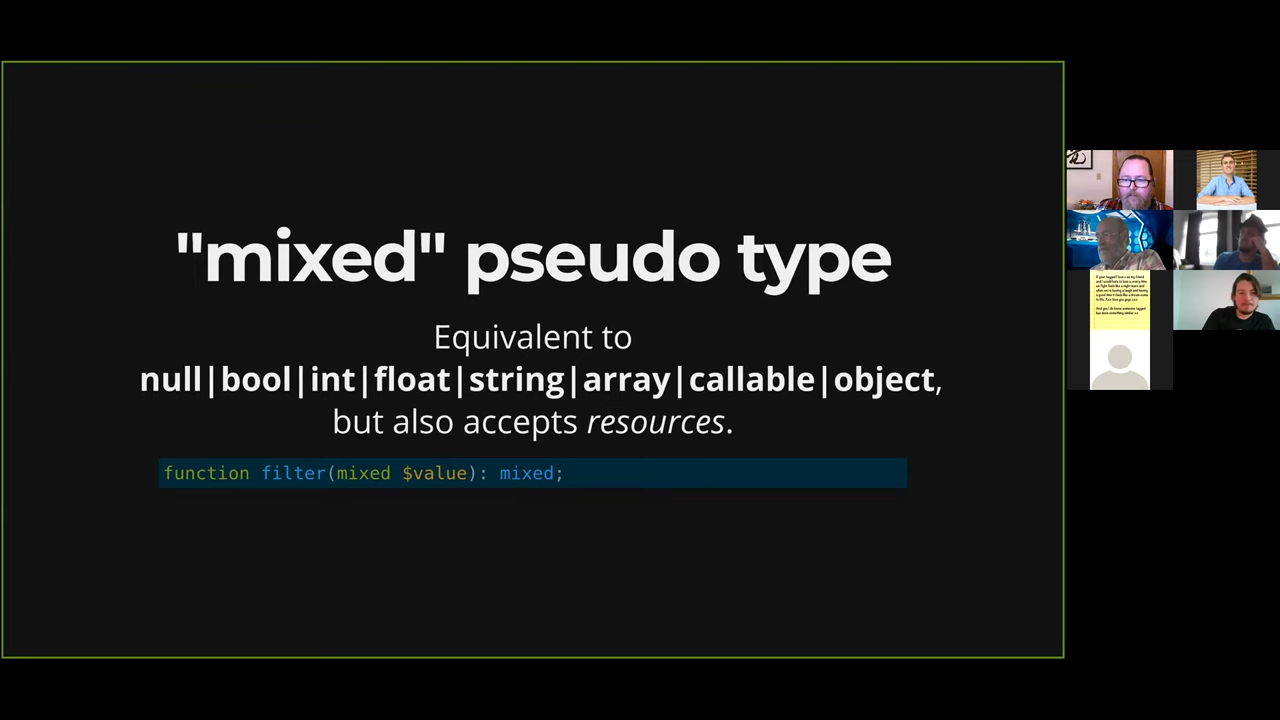 "mixed" pseudo type
Equivalent to
null|bool|int|float|string|array|callable|object,
but also accepts resources.
function filter(mixed $value): mixed;